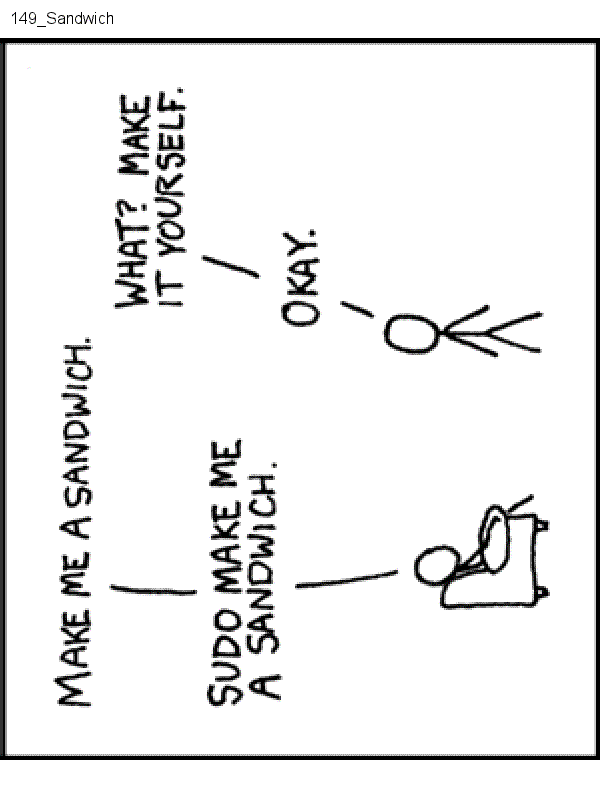 149_Sandwich
MAKE ME A SANDWICH.
WHAT? MAKE
IT YOURSELF.
SUDO MAKE ME
A SANDWICH.
OKAY.